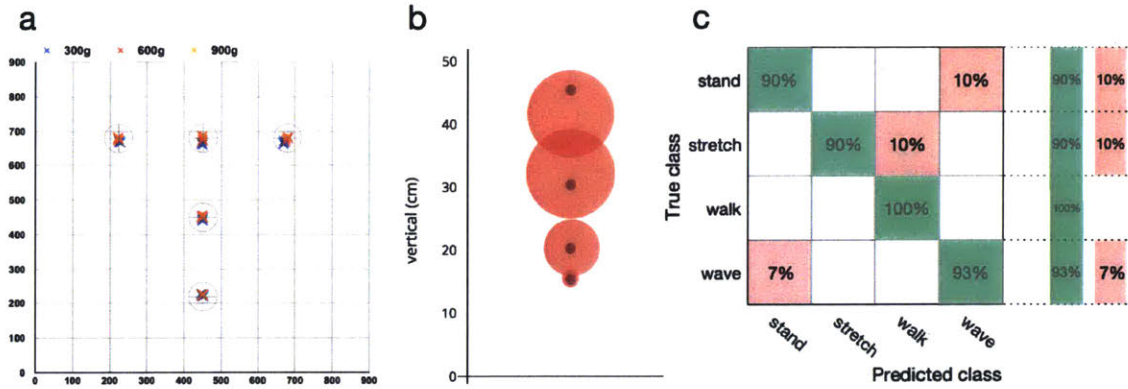 a
300g 600g 900g
900
800
700
600
500
400
300
200
100
0
0 100 200 300 400 500 600 700 800 900
b
vertical (cm)
50
40
30
20
10
0
c
True class
stand 90% 10% 90% 10%
stretch 90% 10% 90% 10%
walk 100% 100%
wave 7% 93% 93% 7%
stand stretch walk wave
Predicted class